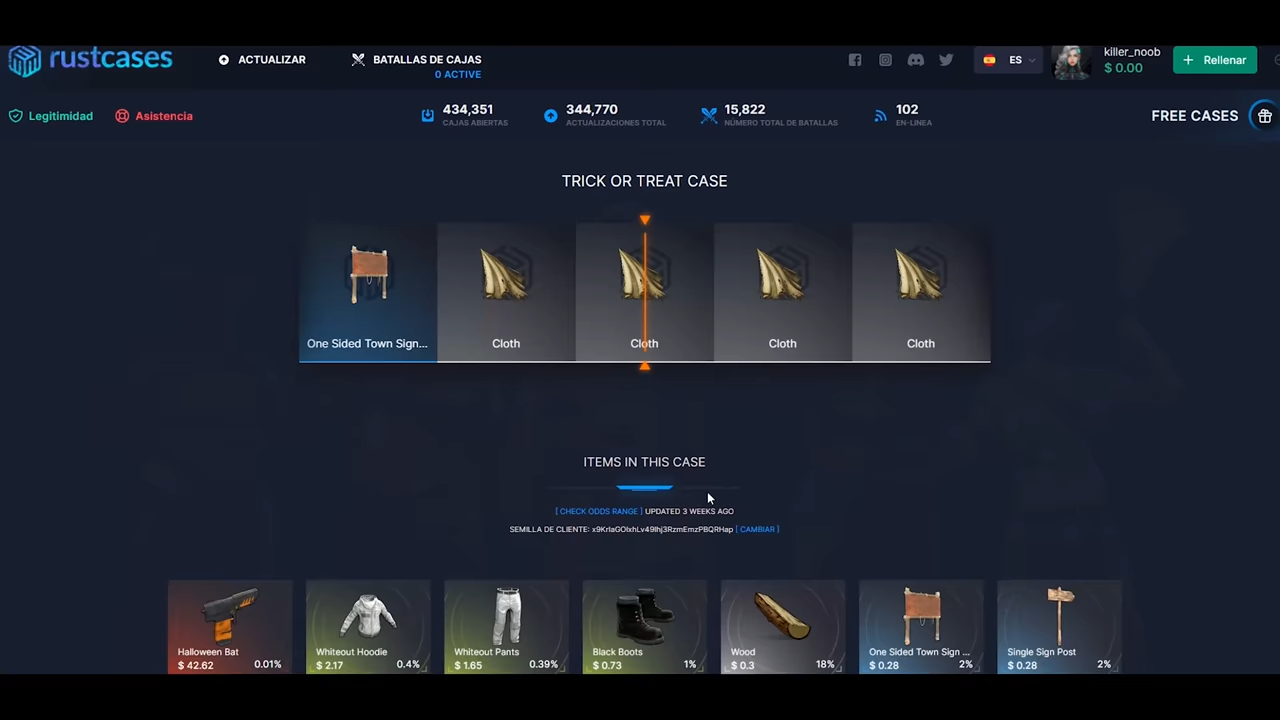 rustcases
ACTUALIZAR
BATALLAS DE CAJAS
0 ACTIVE
ES
killer_noob
$ 0.00
Rellenar
Legitimidad
Asistencia
434,351
CAJAS ABIERTAS
344,770
ACTUALIZACIONES TOTAL
15,822
NÚMERO TOTAL DE BATALLAS
102
EN-LINEA
FREE CASES
TRICK OR TREAT CASE
One Sided Town Sign...
Cloth
Cloth
Cloth
Cloth
ITEMS IN THIS CASE
[ CHECK ODDS RANGE ] UPDATED 3 WEEKS AGO
SEMILLA DE CLIENTE: [ CAMBIAR ]
Halloween Bat
$ 42.62 0.01%
Whiteout Hoodie
$ 2.17 0.4%
Whiteout Pants
$ 1.65 0.39%
Black Boots
$ 0.73 1%
Wood
$ 0.3 18%
One Sided Town Sign ...
$ 0.28 2%
Single Sign Post
$ 0.28 2%